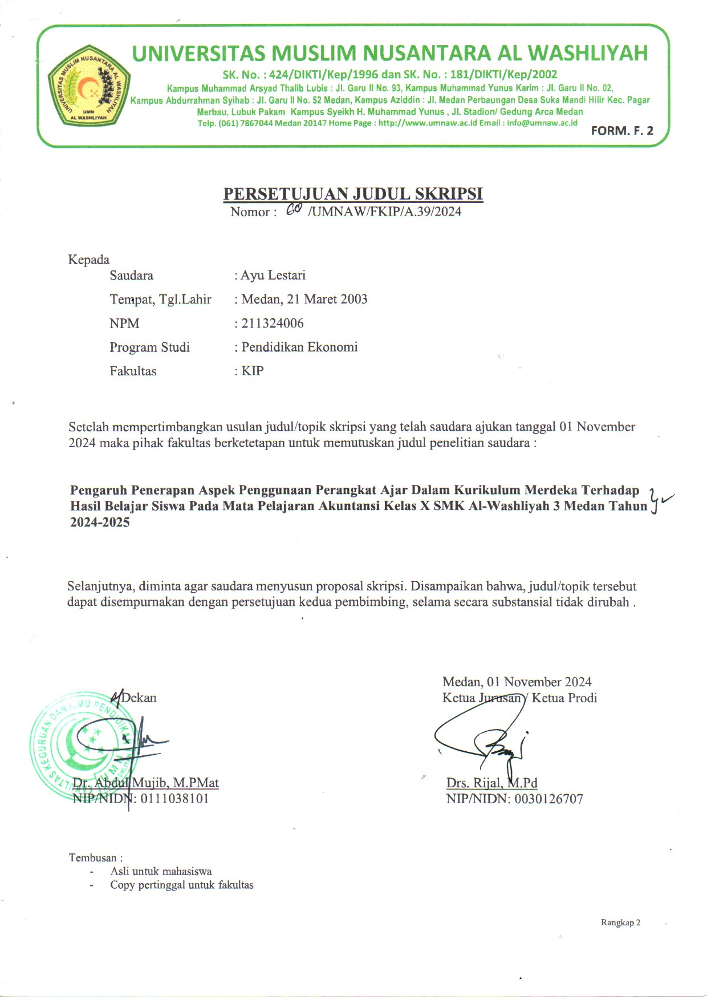 UNIVERSITAS MUSLIM NUSANTARA AL WASHLIYAH
SK. No. : 424/DIKTI/Kep/1996 dan SK. No. : 181/DIKTI/Kep/2002
Kampus Muhammad Arsyad Thalib Lubis : Jl. Garu II No. 93, Kampus Muhammad Yunus Karim : Jl. Garu II No. 02,
Kampus Abdurrahman Syihab : Jl. Garu II No. 52 Medan, Kampus Aziddin : Jl. Medan Perbaungan Desa Suka Mandi Hilir Kec. Pagar
Merbau, Lubuk Pakam Kampus Syeikh H. Muhammad Yunus , Jl. Stadion/ Gedung Arca Medan
Telp. (061) 7867044 Medan 20147 Home Page : http://www.umnaw.ac.id Email : info@umnaw.ac.id
FORM. F. 2
UNIVERSITAS MUSLIM NUSANTARA AL WASHLIYAH
UMN
AL WASHLIYAH
PERSETUJUAN JUDUL SKRIPSI
Nomor : /UMNAW/FKIP/A.39/2024
Kepada
Saudara : Ayu Lestari
Tempat, Tgl.Lahir : Medan, 21 Maret 2003
NPM : 211324006
Program Studi : Pendidikan Ekonomi
Fakultas : KIP
Setelah mempertimbangkan usulan judul/topik skripsi yang telah saudara ajukan tanggal 01 November
2024 maka pihak fakultas berketetapan untuk memutuskan judul penelitian saudara :
Pengaruh Penerapan Aspek Penggunaan Perangkat Ajar Dalam Kurikulum Merdeka Terhadap
Hasil Belajar Siswa Pada Mata Pelajaran Akuntansi Kelas X SMK Al-Washliyah 3 Medan Tahun
2024-2025
Selanjutnya, diminta agar saudara menyusun proposal skripsi. Disampaikan bahwa, judul/topik tersebut
dapat disempurnakan dengan persetujuan kedua pembimbing, selama secara substansial tidak dirubah .
Medan, 01 November 2024
Dekan
Ketua Jurusan / Ketua Prodi
FAKULTAS KEGURUAN DAN ILMU PENDIDIKAN
Dr. Abdul Mujib, M.PMat
NIP/NIDN: 0111038101
Drs. Rijal, M.Pd
NIP/NIDN: 0030126707
Tembusan :
- Asli untuk mahasiswa
- Copy pertinggal untuk fakultas
Rangkap 2